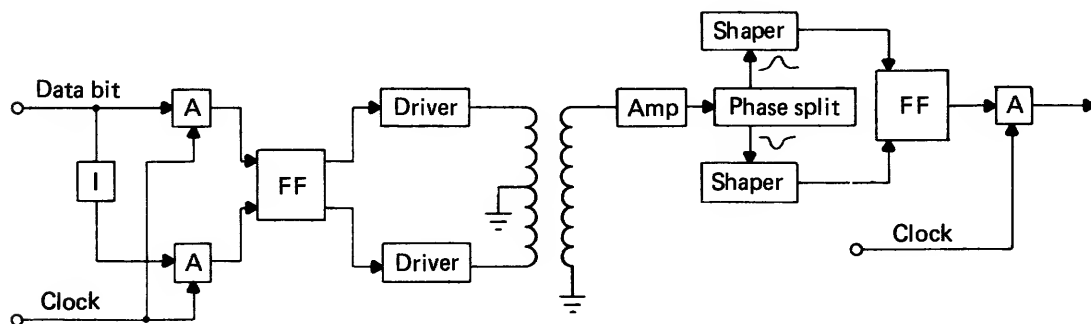 Data bit
A
I
A
Clock
FF
Driver
Driver
Amp
Shaper
Phase split
Shaper
FF
A
Clock